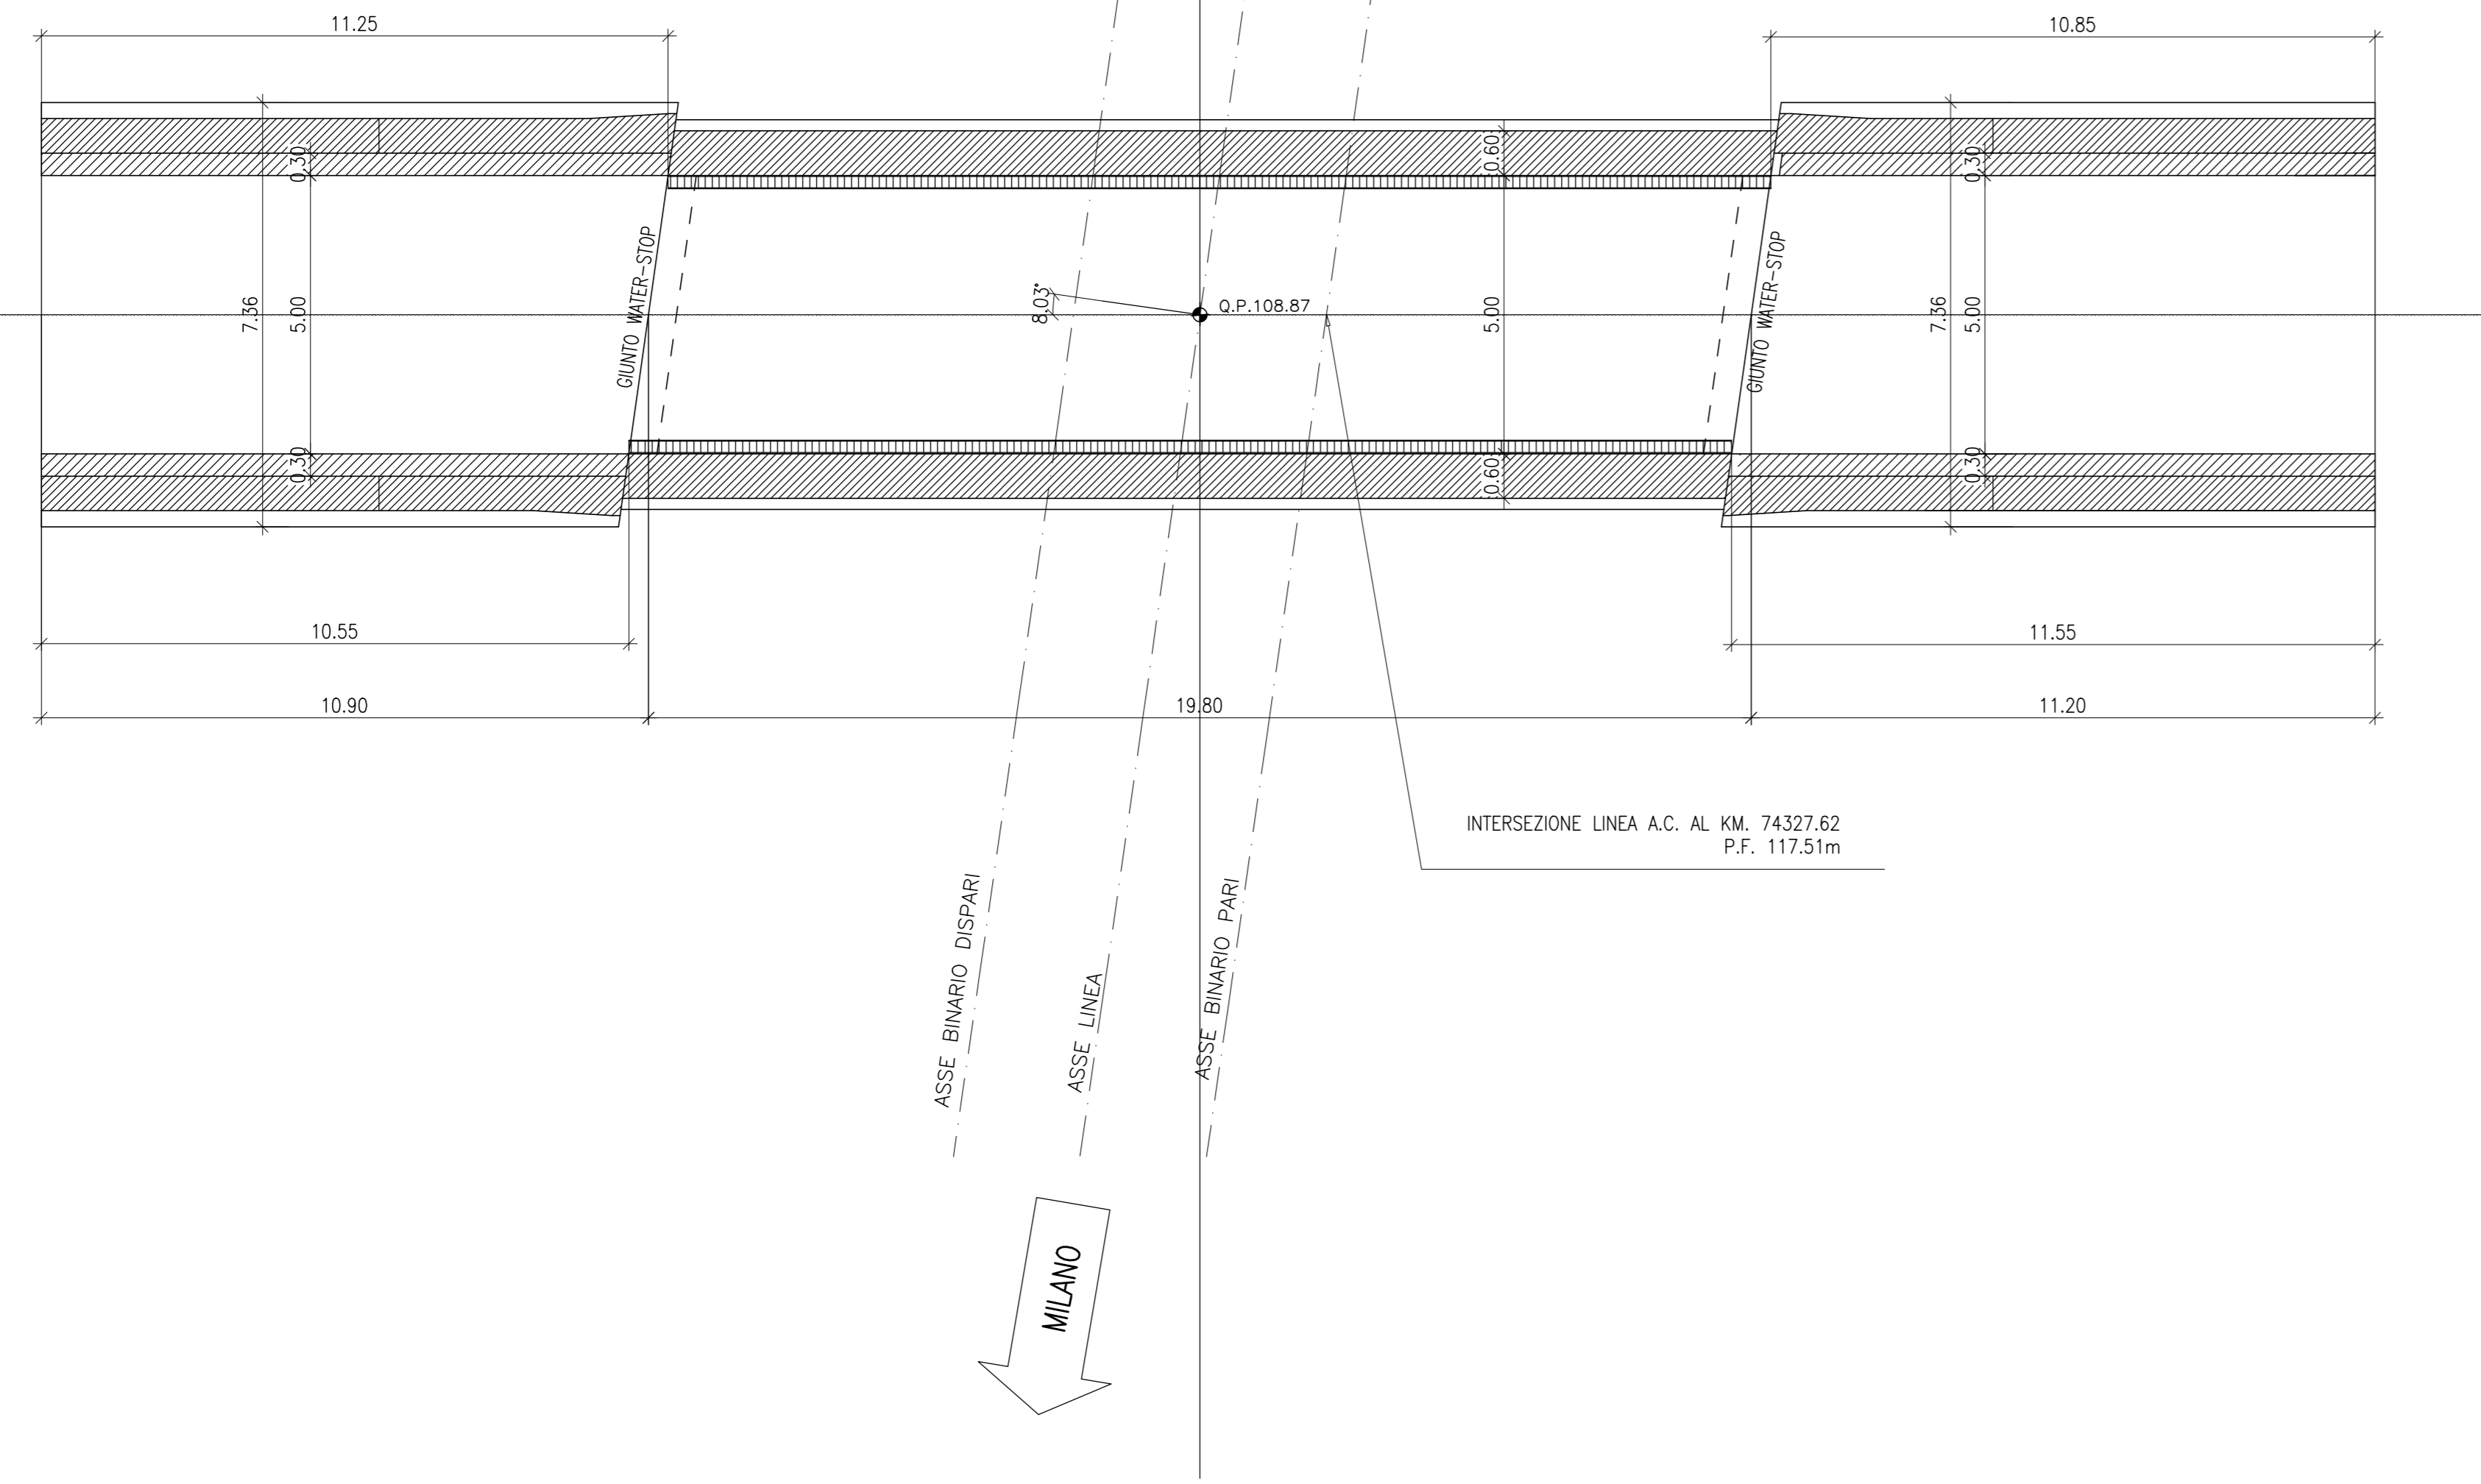 11.25
10.85
0.30
0.60
0.30
GIUNTO WATER-STOP
GIUNTO WATER-STOP
7.36
5.00
8.03°
Q.P.108.87
5.00
7.36
5.00
0.30
0.60
0.30
10.55
11.55
10.90
19.80
11.20
INTERSEZIONE LINEA A.C. AL KM. 74327.62
P.F. 117.51m
ASSE BINARIO DISPARI
ASSE LINEA
ASSE BINARIO PARI
MILANO